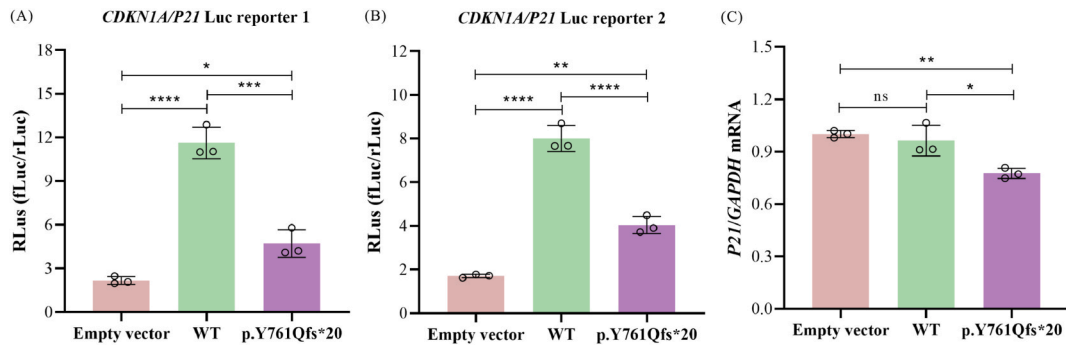 (A)
CDKN1A/P21 Luc reporter 1
RLus (fLuc/rLuc)
18
15
12
9
6
3
0
*
****
***
Empty vector WT p.Y761Qfs*20
(B)
CDKN1A/P21 Luc reporter 2
RLus (fLuc/rLuc)
12
10
8
6
4
2
0
**
****
****
Empty vector WT p.Y761Qfs*20
(C)
P21/GAPDH mRNA
1.5
1.2
0.9
0.6
0.3
0.0
**
ns
*
Empty vector WT p.Y761Qfs*20